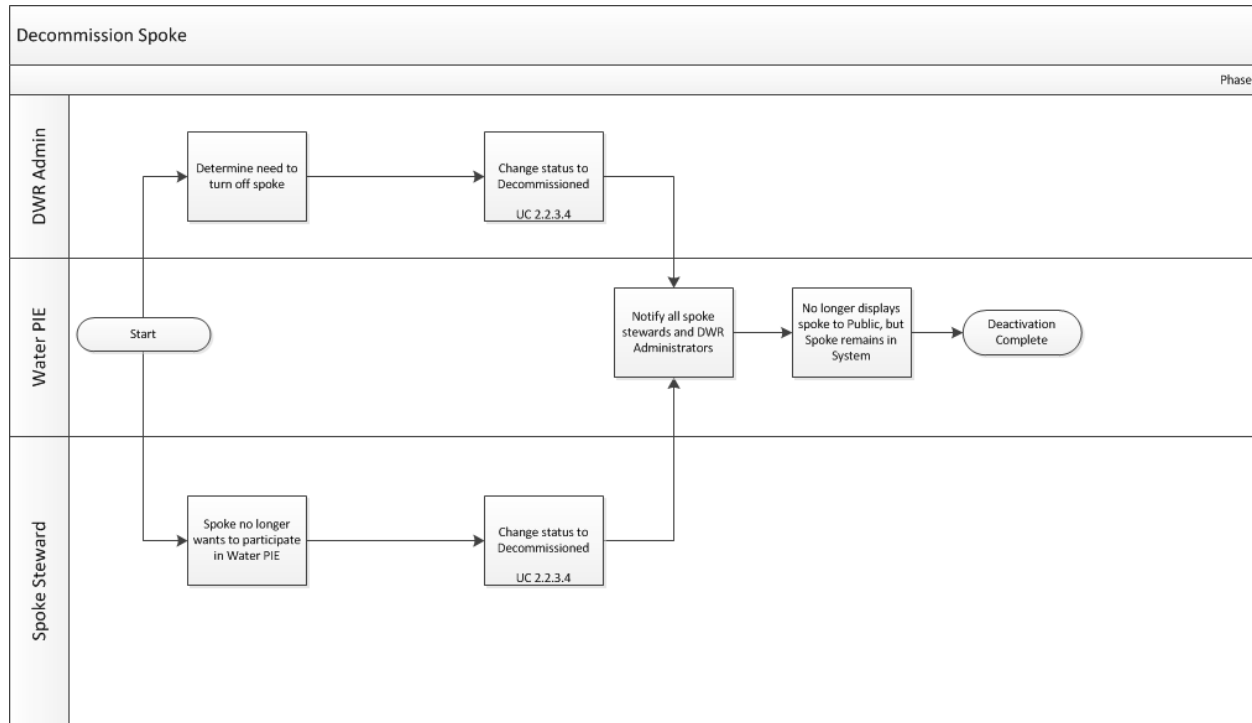 Decommission Spoke
Phase
DWR Admin
Determine need to
turn off spoke
Change status to
Decommissioned
UC 2.2.3.4
Water PIE
Start
Notify all spoke
stewards and DWR
Administrators
No longer displays
spoke to Public, but
Spoke remains in
System
Deactivation
Complete
Spoke Steward
Spoke no longer
wants to participate
in Water PIE
Change status to
Decommissioned
UC 2.2.3.4